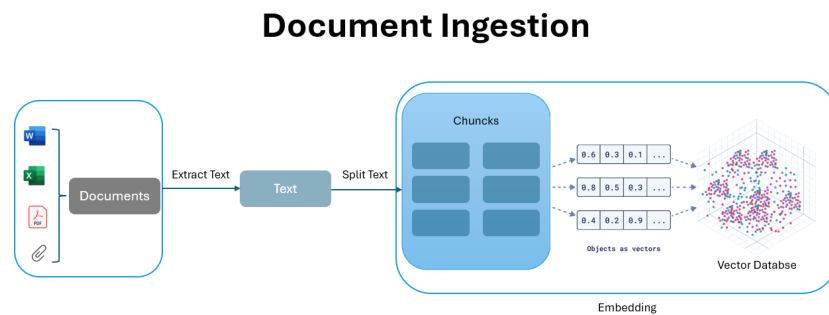 Document Ingestion
W
X
PDF
Documents
Extract Text
Text
Split Text
Chuncks
0.6 0.3 0.1 ...
0.8 0.5 0.3 ...
0.4 0.2 0.9 ...
Objects as vectors
Vector Databse
Embedding